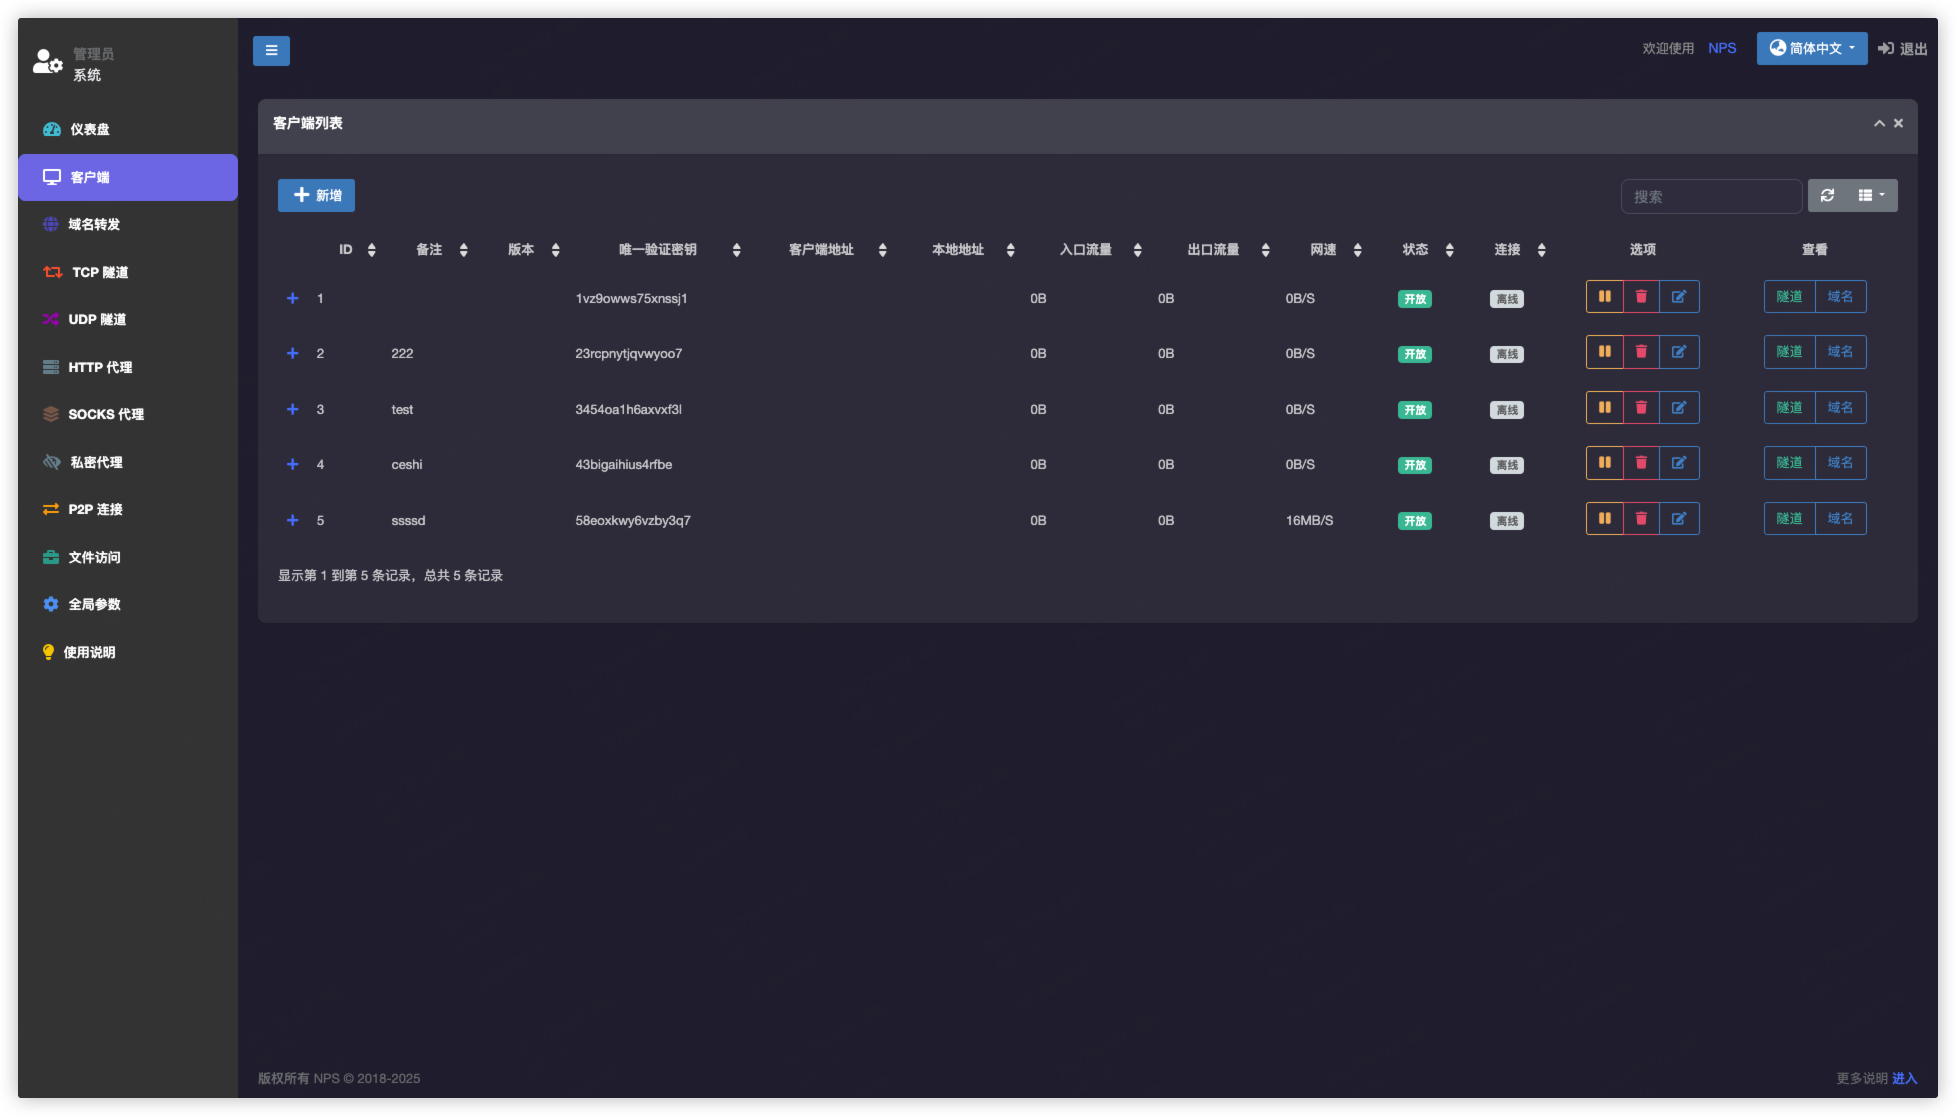 管理员
系统
仪表盘
客户端
域名转发
TCP 隧道
UDP 隧道
HTTP 代理
SOCKS 代理
私密代理
P2P 连接
文件访问
全局参数
使用说明
欢迎使用 NPS 简体中文 退出
客户端列表
新增
搜索
ID 备注 版本 唯一验证密钥 客户端地址 本地地址 入口流量 出口流量 网速 状态 连接 选项 查看
1 1vz9owws75xnssj1 0B 0B 0B/S 开放 离线 隧道 域名
2 222 23rcpnytjqvwyoo7 0B 0B 0B/S 开放 离线 隧道 域名
3 test 3454oa1h6axvxf3l 0B 0B 0B/S 开放 离线 隧道 域名
4 ceshi 43bigaihius4rfbe 0B 0B 0B/S 开放 离线 隧道 域名
5 ssssd 58eoxkwy6vzby3q7 0B 0B 16MB/S 开放 离线 隧道 域名
显示第 1 到第 5 条记录，总共 5 条记录
版权所有 NPS © 2018-2025
更多说明 进入